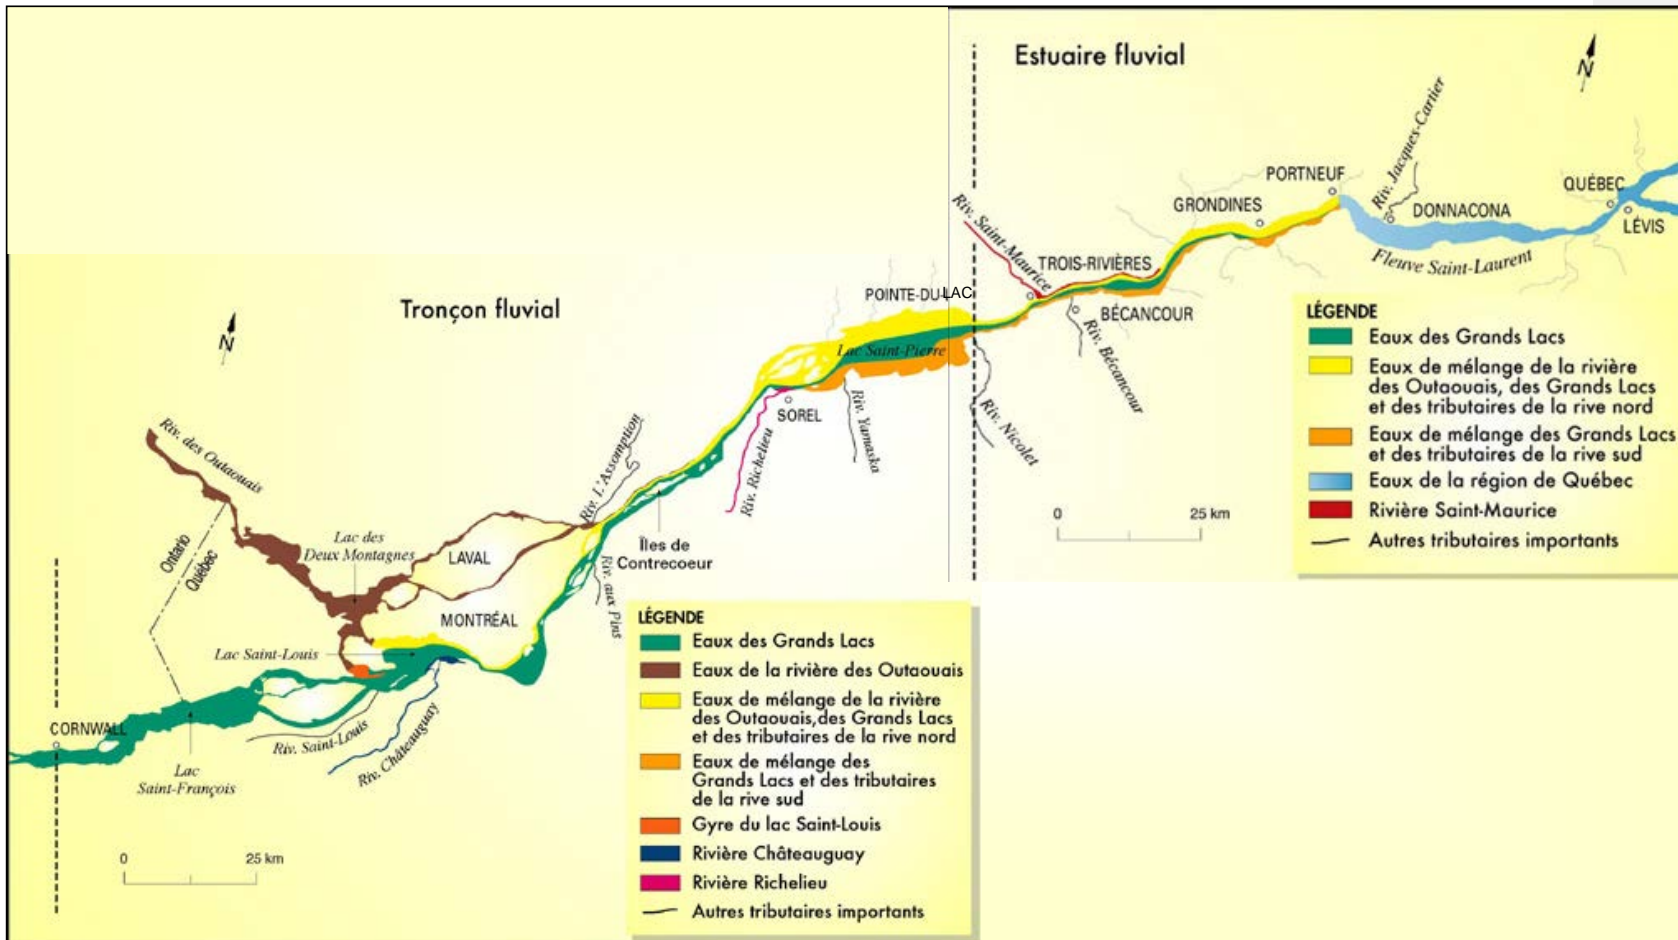 Estuaire fluvial
N
Riv. Jacques-Cartier
PORTNEUF
QUÉBEC
GRONDINES
DONNACONA
LÉVIS
Riv. Saint-Maurice
Fleuve Saint-Laurent
TROIS-RIVIÈRES
POINTE-DU-LAC
BÉCANCOUR
Riv. Bécancour
Tronçon fluvial
N
Lac Saint-Pierre
SOREL
Riv. Yamaska
Riv. Nicolet
Riv. Richelieu
0 25 km
LÉGENDE
Eaux des Grands Lacs
Eaux de mélange de la rivière
des Outaouais, des Grands Lacs
et des tributaires de la rive nord
Eaux de mélange des Grands Lacs
et des tributaires de la rive sud
Eaux de la région de Québec
Rivière Saint-Maurice
Autres tributaires importants
Riv. des Outaouais
Riv. L'Assomption
Ontario
Québec
Lac des
Deux Montagnes
LAVAL
Îles de
Contrecoeur
Riv. aux Pins
MONTRÉAL
Lac Saint-Louis
CORNWALL
Riv. Saint-Louis
Riv. Châteauguay
Lac
Saint-François
0 25 km
LÉGENDE
Eaux des Grands Lacs
Eaux de la rivière des Outaouais
Eaux de mélange de la rivière
des Outaouais,des Grands Lacs
et des tributaires de la rive nord
Eaux de mélange des
Grands Lacs et des tributaires
de la rive sud
Gyre du lac Saint-Louis
Rivière Châteauguay
Rivière Richelieu
Autres tributaires importants